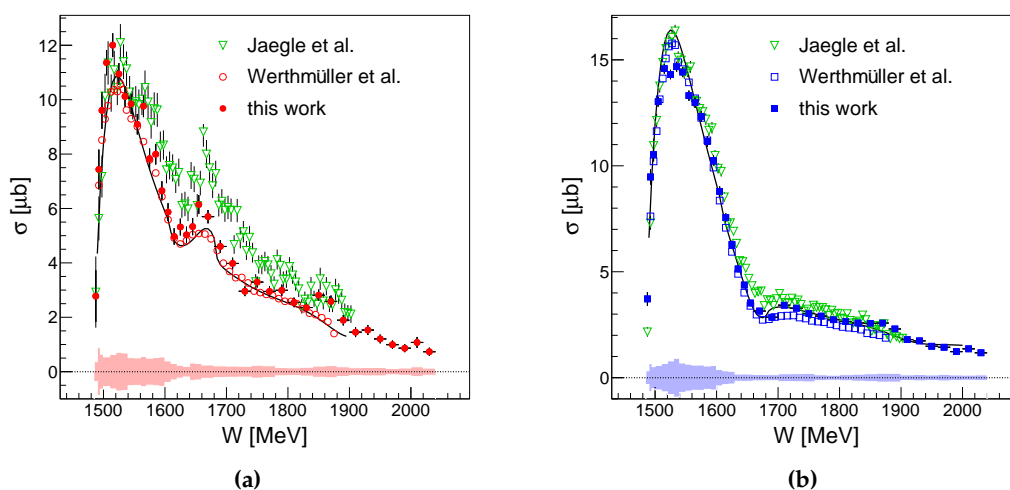 Jaegle et al.
Werthmüller et al.
this work
σ [μb]
12
10
8
6
4
2
0
1500 1600 1700 1800 1900 2000
W [MeV]
(a)
Jaegle et al.
Werthmüller et al.
this work
σ [μb]
15
10
5
0
1500 1600 1700 1800 1900 2000
W [MeV]
(b)